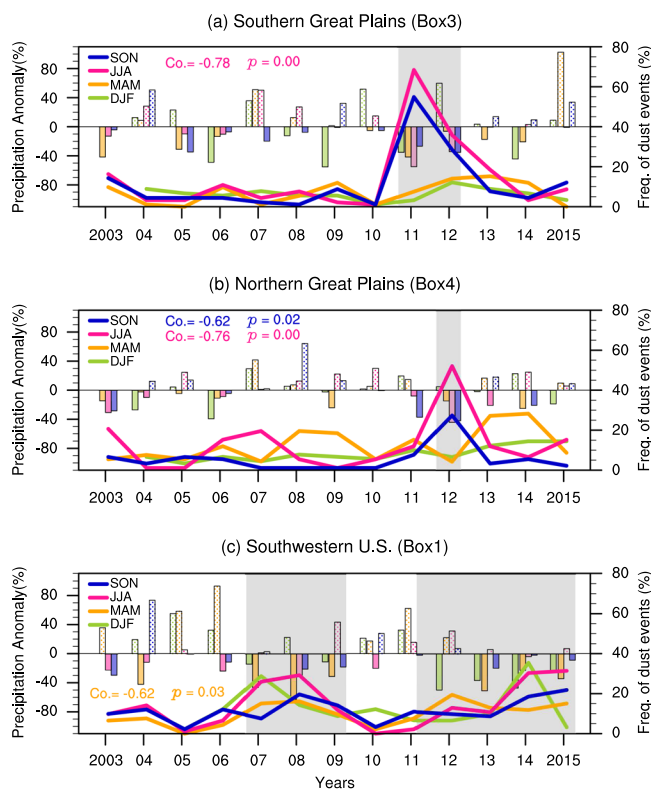 (a) Southern Great Plains (Box3)
Precipitation Anomaly(%)
80
40
0
-40
-80
SON
JJA
MAM
DJF
Co.= -0.78 p = 0.00
80
60
40
20
0
Freq. of dust events (%)
2003 04 05 06 07 08 09 10 11 12 13 14 2015
(b) Northern Great Plains (Box4)
Precipitation Anomaly(%)
80
40
0
-40
-80
SON
JJA
MAM
DJF
Co.= -0.62 p = 0.02
Co.= -0.76 p = 0.00
80
60
40
20
0
Freq. of dust events (%)
2003 04 05 06 07 08 09 10 11 12 13 14 2015
(c) Southwestern U.S. (Box1)
Precipitation Anomaly(%)
80
40
0
-40
-80
SON
JJA
MAM
DJF
Co.= -0.62 p = 0.03
80
60
40
20
0
Freq. of dust events (%)
2003 04 05 06 07 08 09 10 11 12 13 14 2015
Years